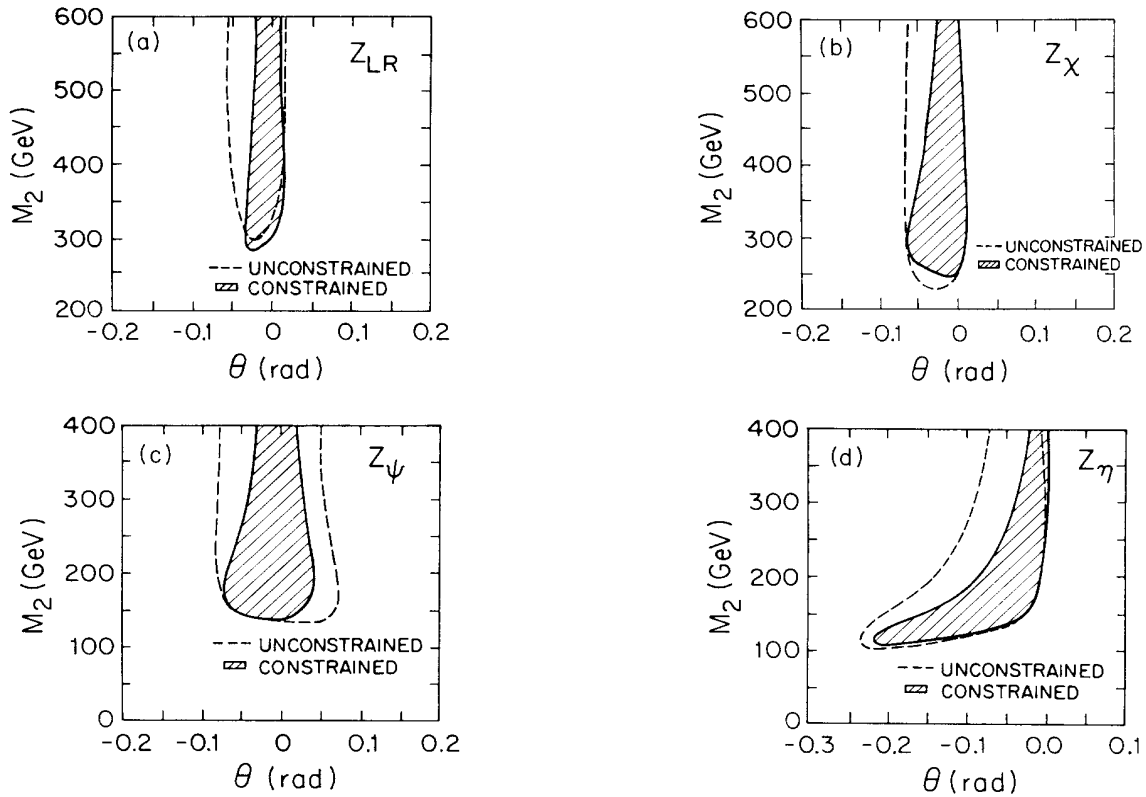 (a)
Z_LR
M_2 (GeV)
600
500
400
300
200
--- UNCONSTRAINED
CONSTRAINED
-0.2 -0.1 0 0.1 0.2
θ (rad)
(b)
Z_χ
M_2 (GeV)
600
500
400
300
200
--- UNCONSTRAINED
CONSTRAINED
-0.2 -0.1 0 0.1 0.2
θ (rad)
(c)
Z_ψ
M_2 (GeV)
400
300
200
100
0
--- UNCONSTRAINED
CONSTRAINED
-0.2 -0.1 0 0.1 0.2
θ (rad)
(d)
Z_η
M_2 (GeV)
400
300
200
100
0
--- UNCONSTRAINED
CONSTRAINED
-0.3 -0.2 -0.1 0.0 0.1
θ (rad)